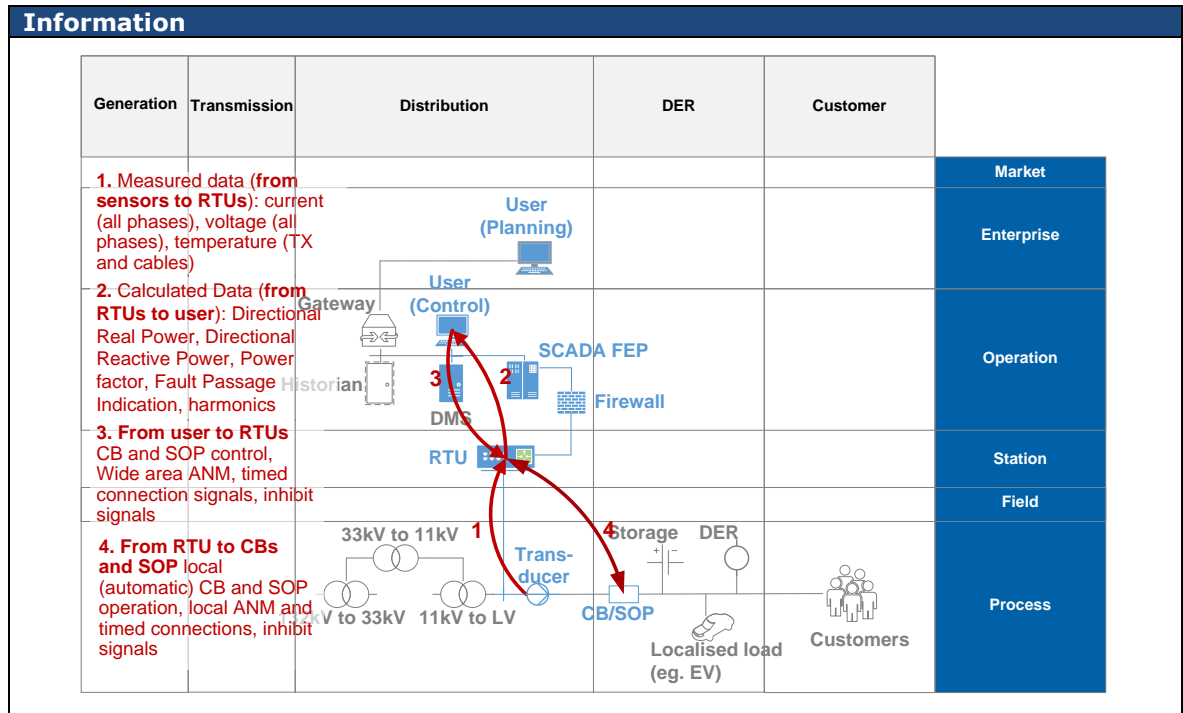 Information
Generation
Transmission
Distribution
DER
Customer
Market
Enterprise
Operation
Station
Field
Process
1. Measured data (from
sensors to RTUs): current
(all phases), voltage (all
phases), temperature (TX
and cables)
2. Calculated Data (from
RTUs to user): Directional
Real Power, Directional
Reactive Power, Power
factor, Fault Passage
Indication, harmonics
3. From user to RTUs
CB and SOP control,
Wide area ANM, timed
connection signals, inhibit
signals
4. From RTU to CBs
and SOP local
(automatic) CB and SOP
operation, local ANM and
timed connections, inhibit
signals
User
(Planning)
User
(Control)
Gateway
SCADA FEP
Historian
3
2
DMS
Firewall
RTU
1
4
33kV to 11kV
Trans-
ducer
Storage
DER
132kV to 33kV
11kV to LV
CB/SOP
Localised load
(eg. EV)
Customers